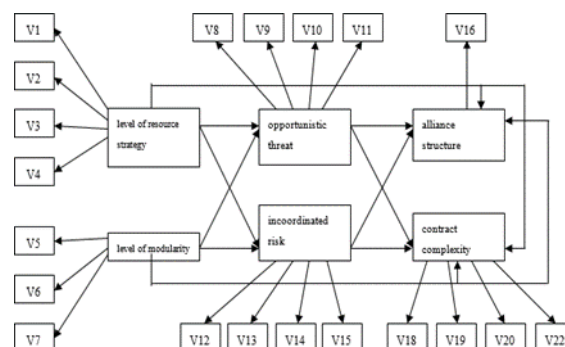 V1
V8
V9
V10
V11
V16
V2
V3
V4
level of resource
strategy
opportunistic
threat
alliance
structure
V5
V6
V7
level of modularity
incoordinated
risk
contract
complexity
V12
V13
V14
V15
V18
V19
V20
V22